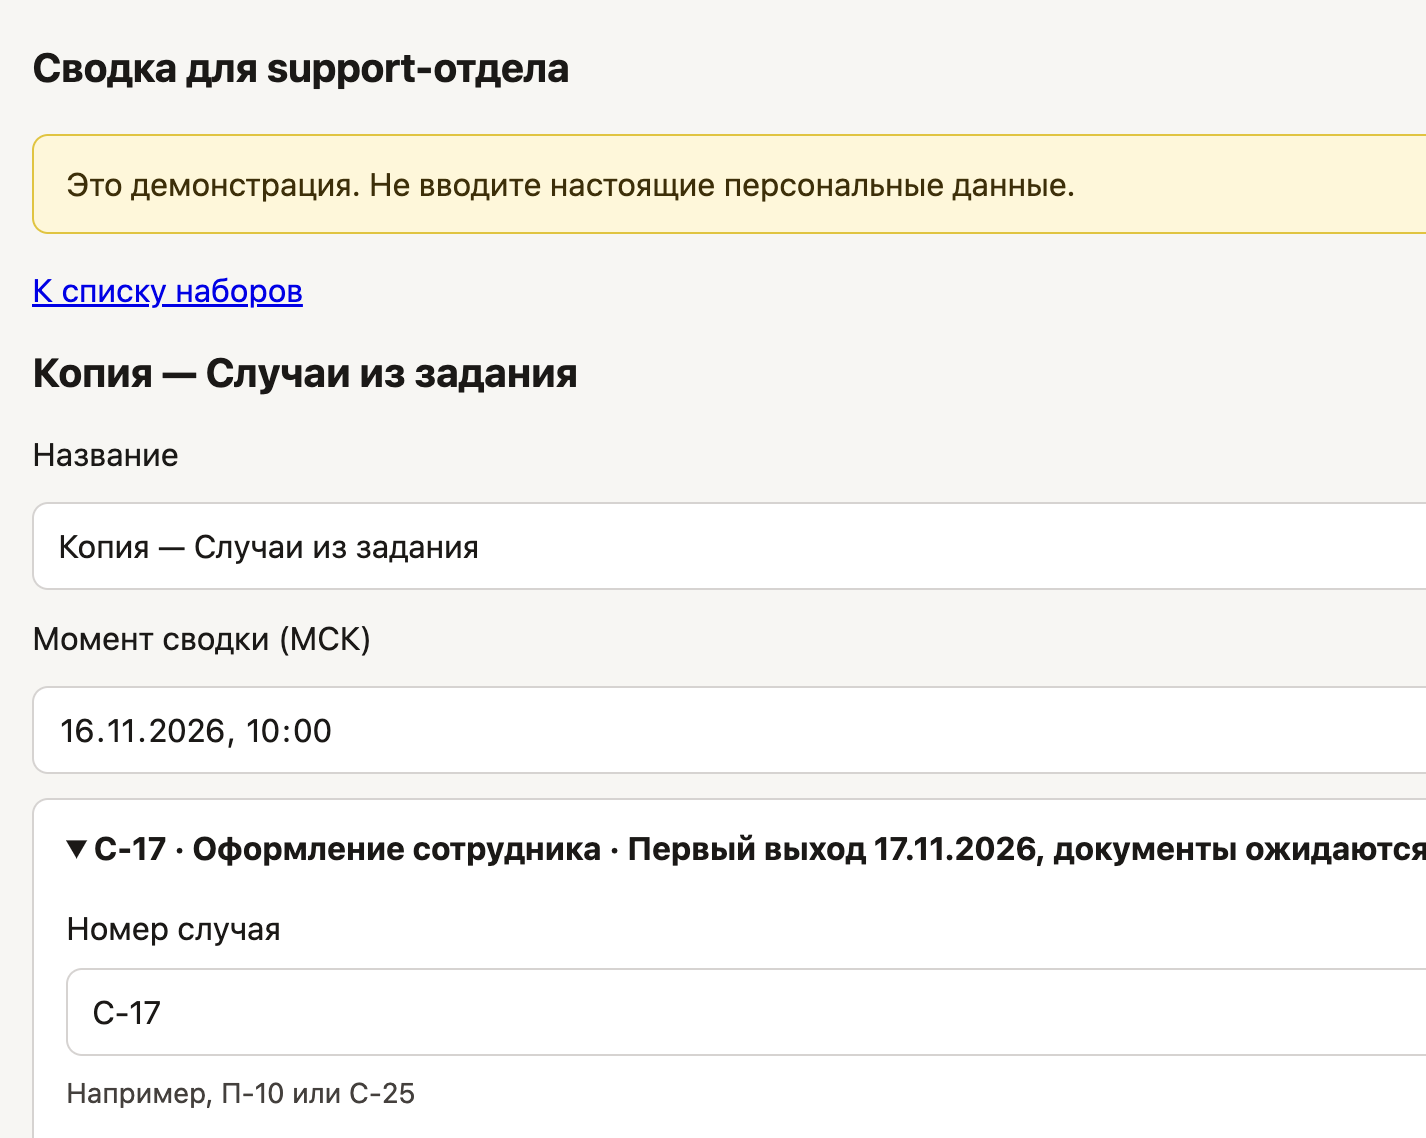 Сводка для support-отдела
Это демонстрация. Не вводите настоящие персональные данные.
К списку наборов
Копия — Случаи из задания
Название
Копия — Случаи из задания
Момент сводки (МСК)
16.11.2026, 10:00
▼ С-17 · Оформление сотрудника · Первый выход 17.11.2026, документы ожидаются
Номер случая
С-17
Например, П-10 или С-25